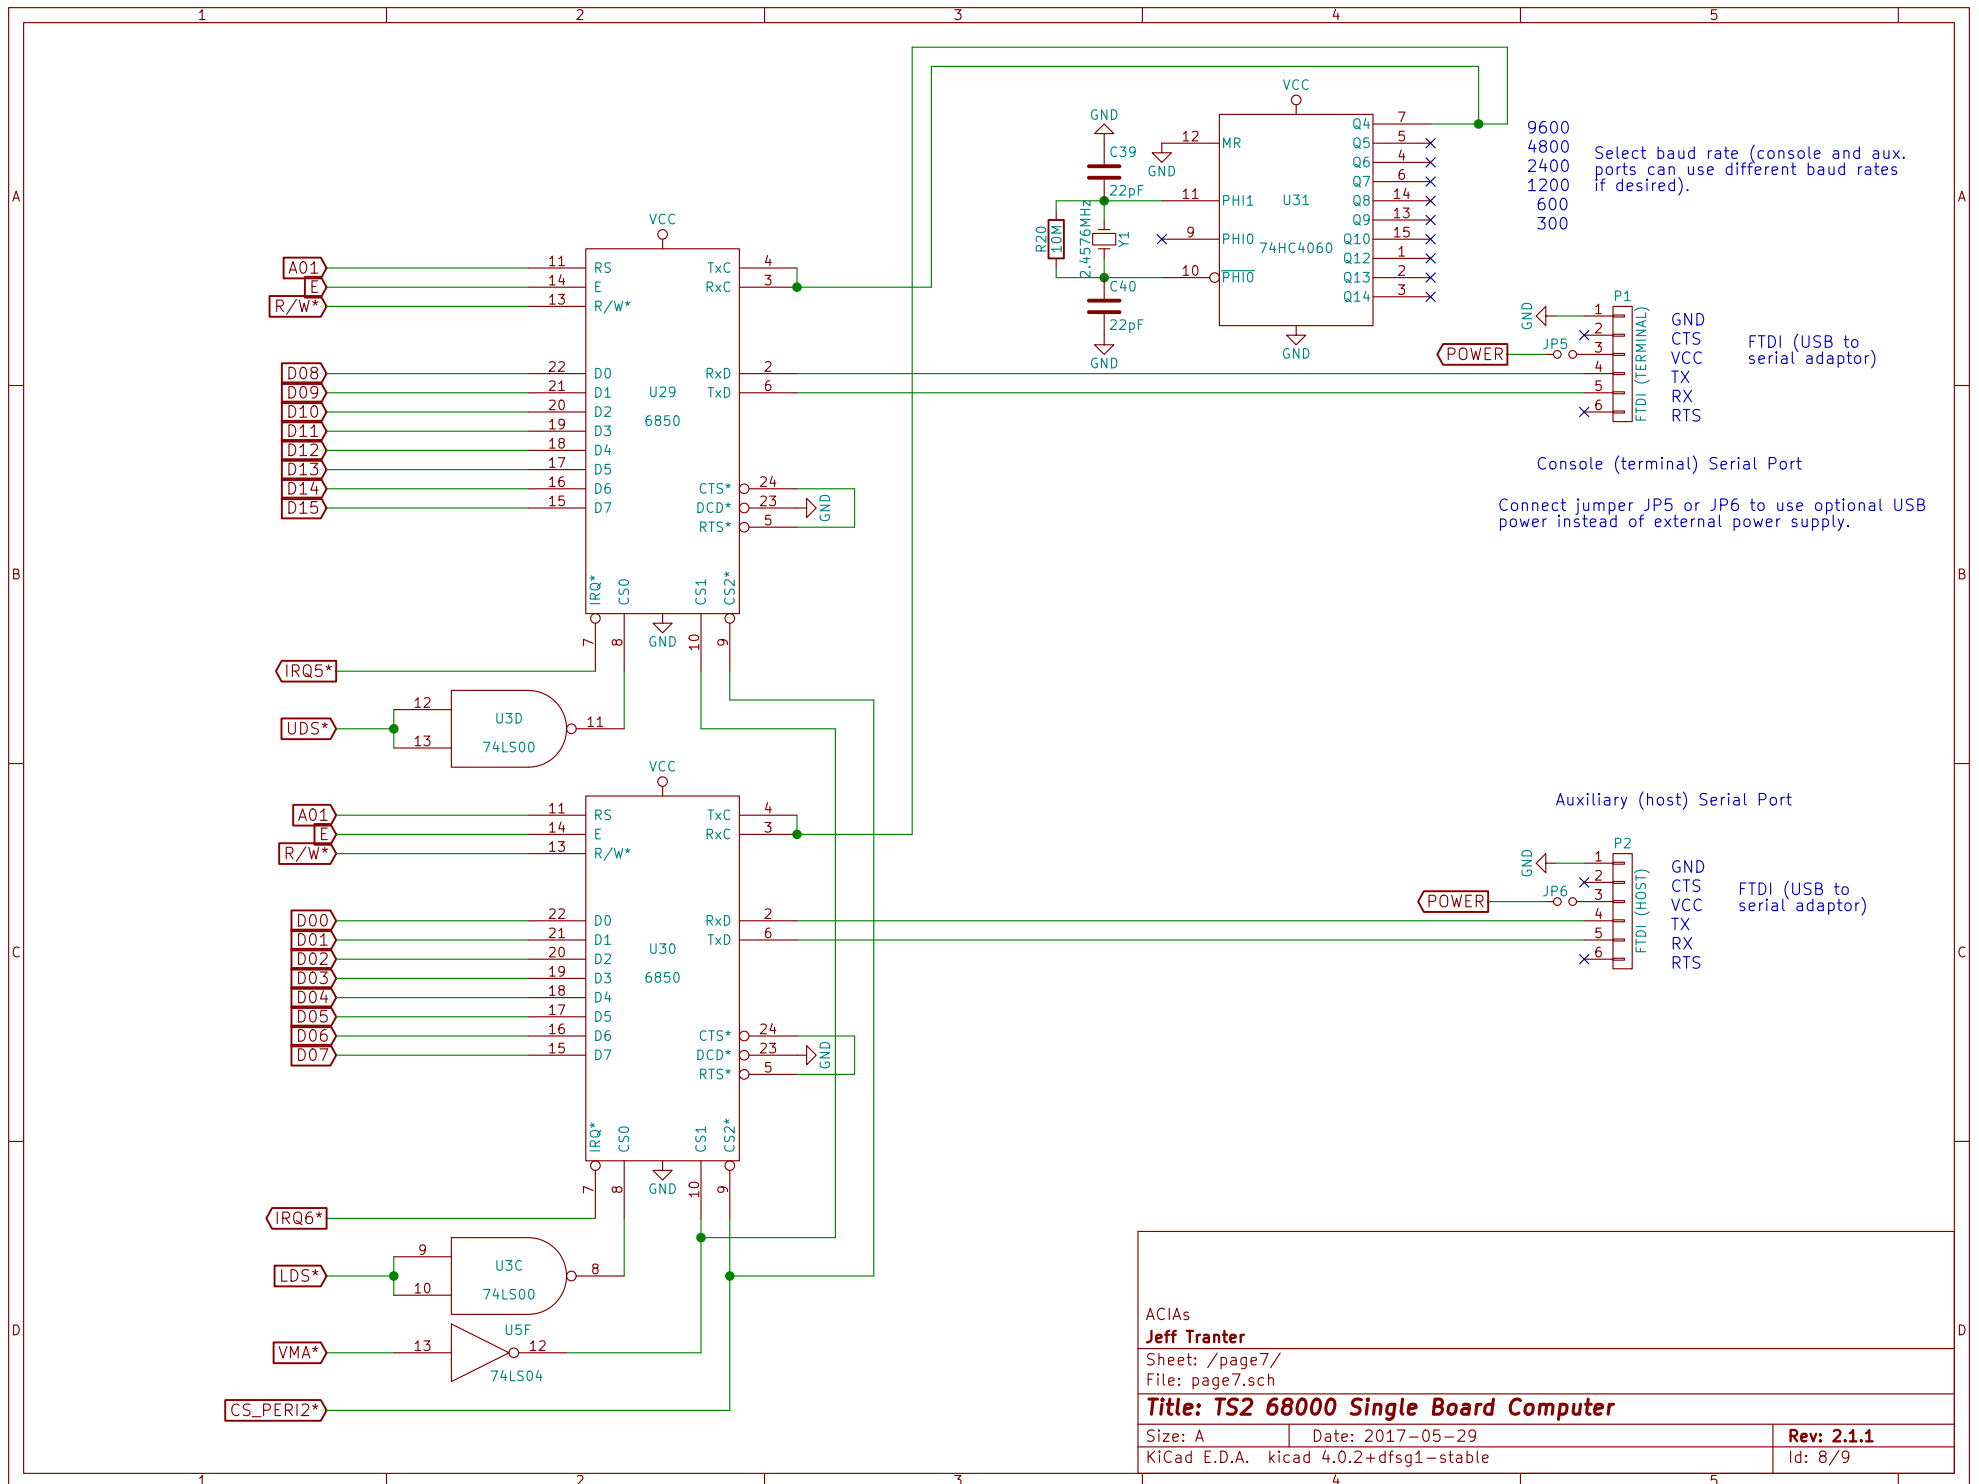 1 2 3 4 5
A
B
C
D
A
B
C
D
VCC
U29
6850
A01 11 RS
E 14 E
R/W* 13 R/W*
D08 22 D0
D09 21 D1
D10 20 D2
D11 19 D3
D12 18 D4
D13 17 D5
D14 16 D6
D15 15 D7
TxC 4
RxC 3
RxD 2
TxD 6
CTS* 24
DCD* 23 GND
RTS* 5
IRQ* 7
CS0 8
GND
CS1 10
CS2* 9
IRQ5*
UDS* 12 13 U3D 74LS00 11
VCC
U30
6850
A01 11 RS
E 14 E
R/W* 13 R/W*
D00 22 D0
D01 21 D1
D02 20 D2
D03 19 D3
D04 18 D4
D05 17 D5
D06 16 D6
D07 15 D7
TxC 4
RxC 3
RxD 2
TxD 6
CTS* 24
DCD* 23 GND
RTS* 5
IRQ* 7
CS0 8
GND
CS1 10
CS2* 9
IRQ6*
LDS* 9 10 U3C 74LS00 8
VMA* 13 U5F 74LS04 12
CS_PERI2*
GND
C39
22pF
R20
10M
2.4576MHz
Y1
C40
22pF
GND
VCC
U31
74HC4060
12 MR
GND
11 PHI1
9 PHI0
10 PHI0
Q4 7
Q5 5
Q6 4
Q7 6
Q8 14
Q9 13
Q10 15
Q12 1
Q13 2
Q14 3
GND
9600
4800
2400
1200
600
300
Select baud rate (console and aux.
ports can use different baud rates
if desired).
P1
FTDI (TERMINAL)
GND 1 GND
2 CTS
POWER JP5 3 VCC
4 TX
5 RX
6 RTS
FTDI (USB to
serial adaptor)
Console (terminal) Serial Port
Connect jumper JP5 or JP6 to use optional USB
power instead of external power supply.
Auxiliary (host) Serial Port
P2
FTDI (HOST)
GND 1 GND
2 CTS
POWER JP6 3 VCC
4 TX
5 RX
6 RTS
FTDI (USB to
serial adaptor)
ACIAs
Jeff Tranter
Sheet: /page7/
File: page7.sch
Title: TS2 68000 Single Board Computer
Size: A Date: 2017-05-29 Rev: 2.1.1
KiCad E.D.A. kicad 4.0.2+dfsg1-stable Id: 8/9
1 2 3 4 5